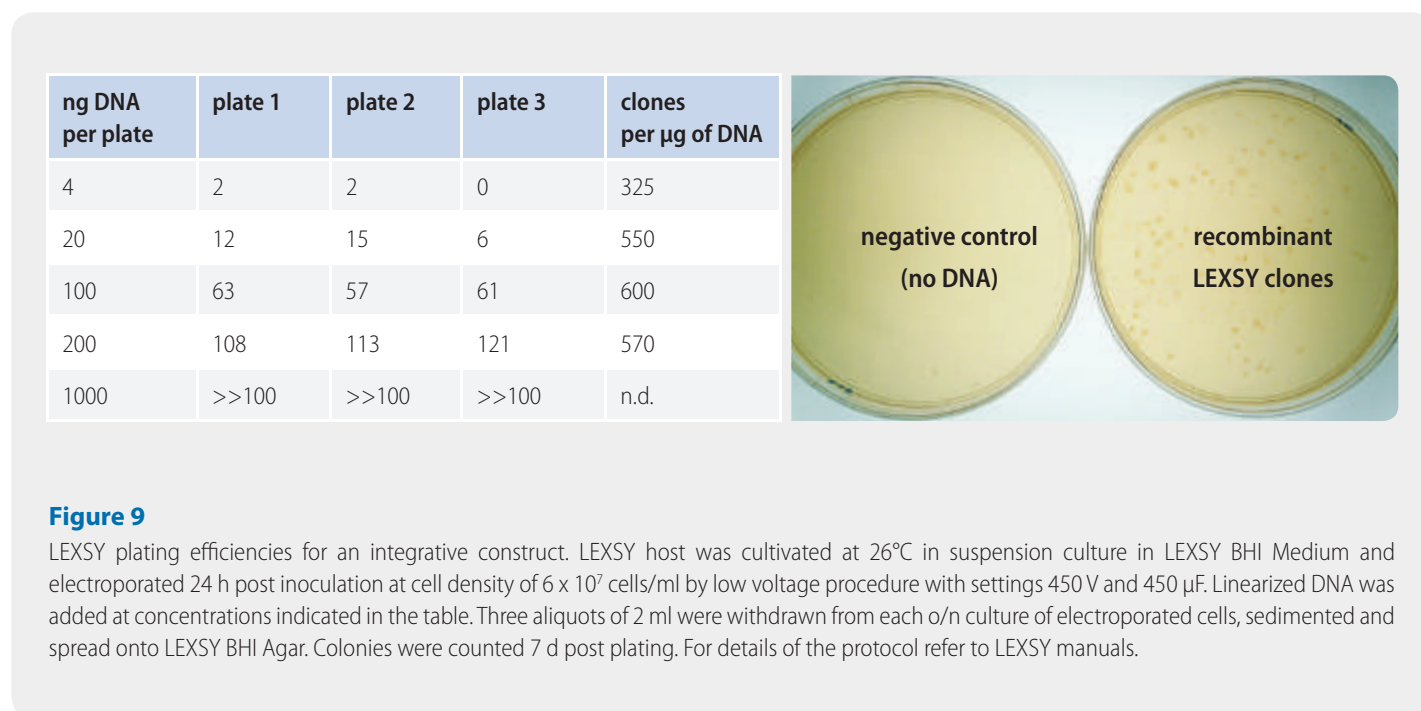 ng DNA per plate plate 1 plate 2 plate 3 clones per µg of DNA
4 2 2 0 325
20 12 15 6 550
100 63 57 61 600
200 108 113 121 570
1000 >>100 >>100 >>100 n.d.
negative control
(no DNA)
recombinant
LEXSY clones
Figure 9
LEXSY plating efficiencies for an integrative construct. LEXSY host was cultivated at 26°C in suspension culture in LEXSY BHI Medium and
electroporated 24 h post inoculation at cell density of 6 x 10⁷ cells/ml by low voltage procedure with settings 450 V and 450 µF. Linearized DNA was
added at concentrations indicated in the table. Three aliquots of 2 ml were withdrawn from each o/n culture of electroporated cells, sedimented and
spread onto LEXSY BHI Agar. Colonies were counted 7 d post plating. For details of the protocol refer to LEXSY manuals.